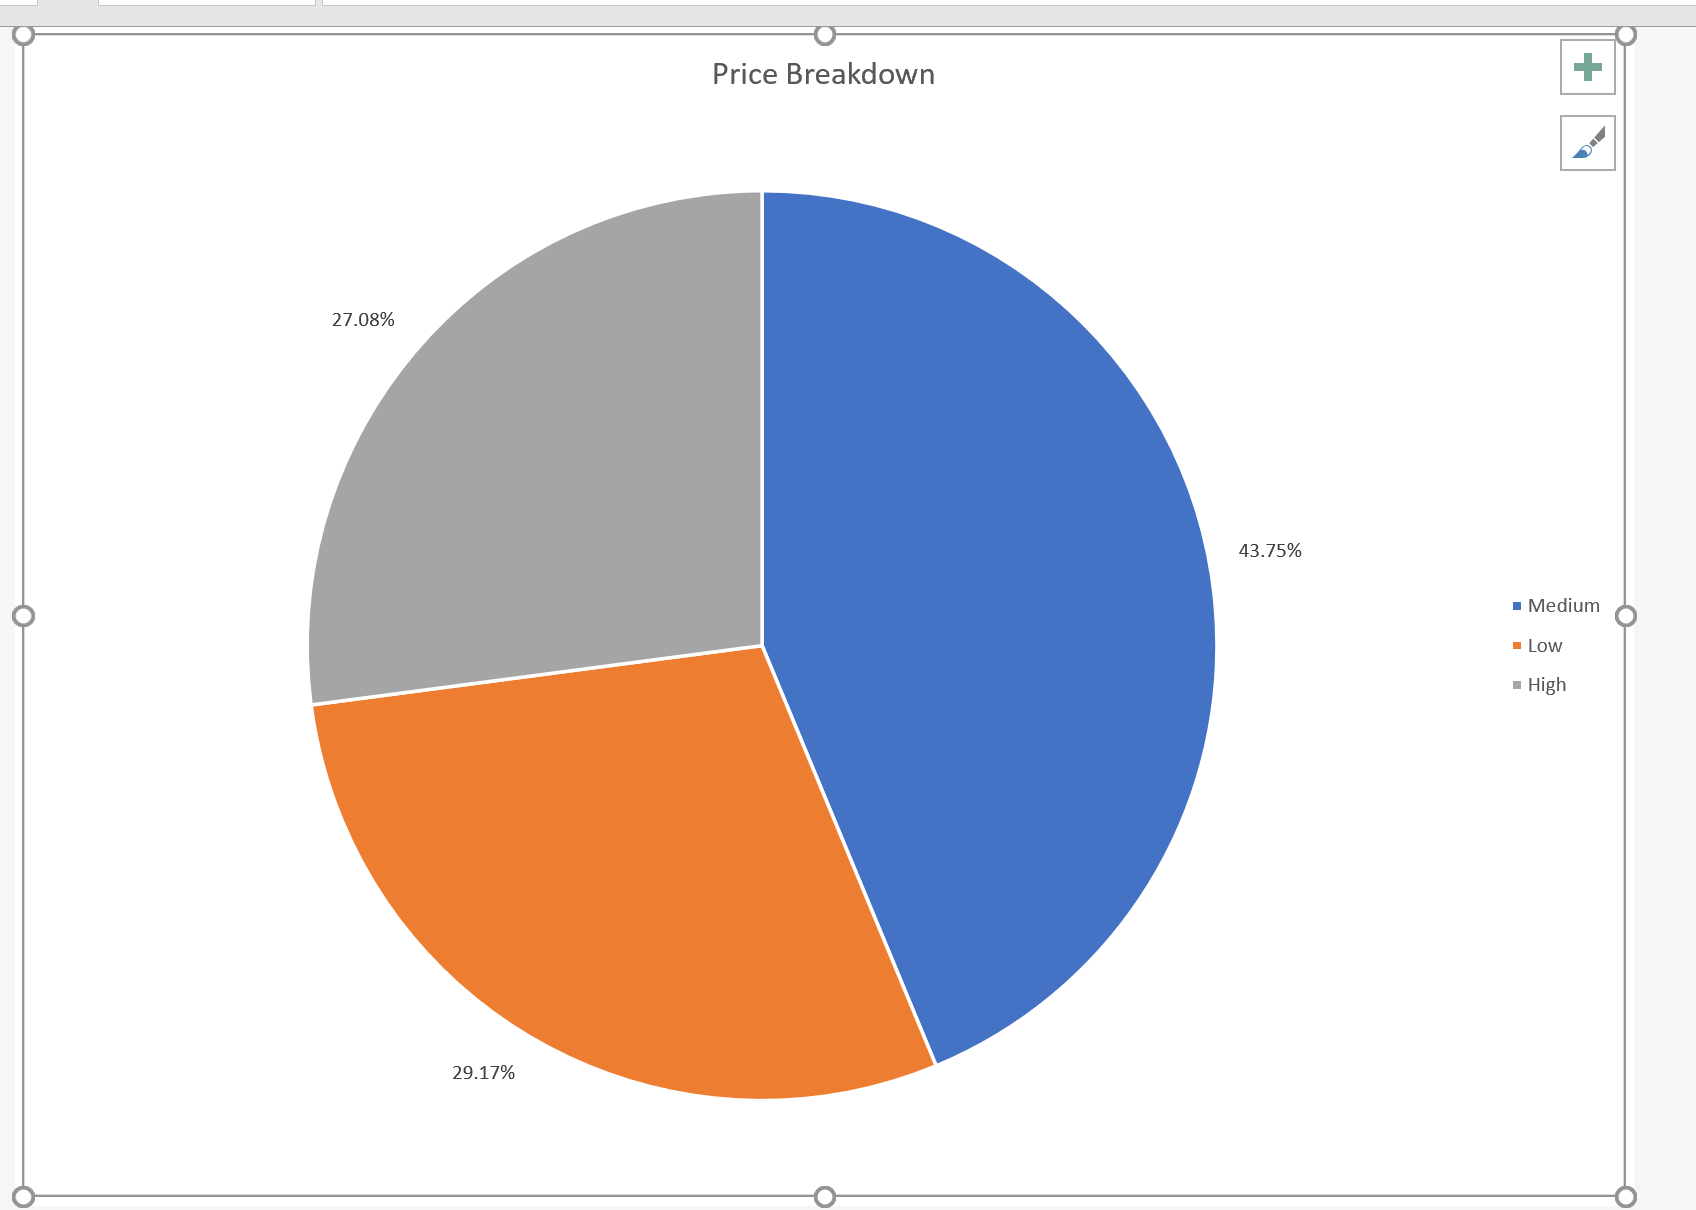 Price Breakdown
27.08%
43.75%
Medium
Low
High
29.17%